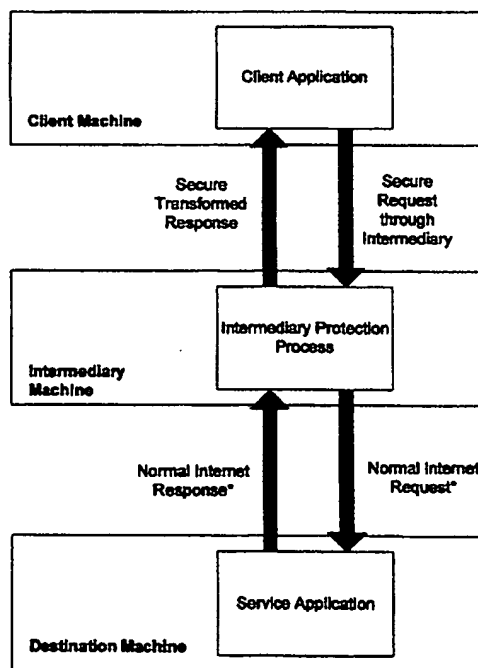 Client Application
Client Machine
Secure
Transformed
Response
Secure
Request
through
Intermediary
Intermediary Protection
Process
Intermediary
Machine
Normal Internet
Response*
Normal Internet
Request*
Service Application
Destination Machine